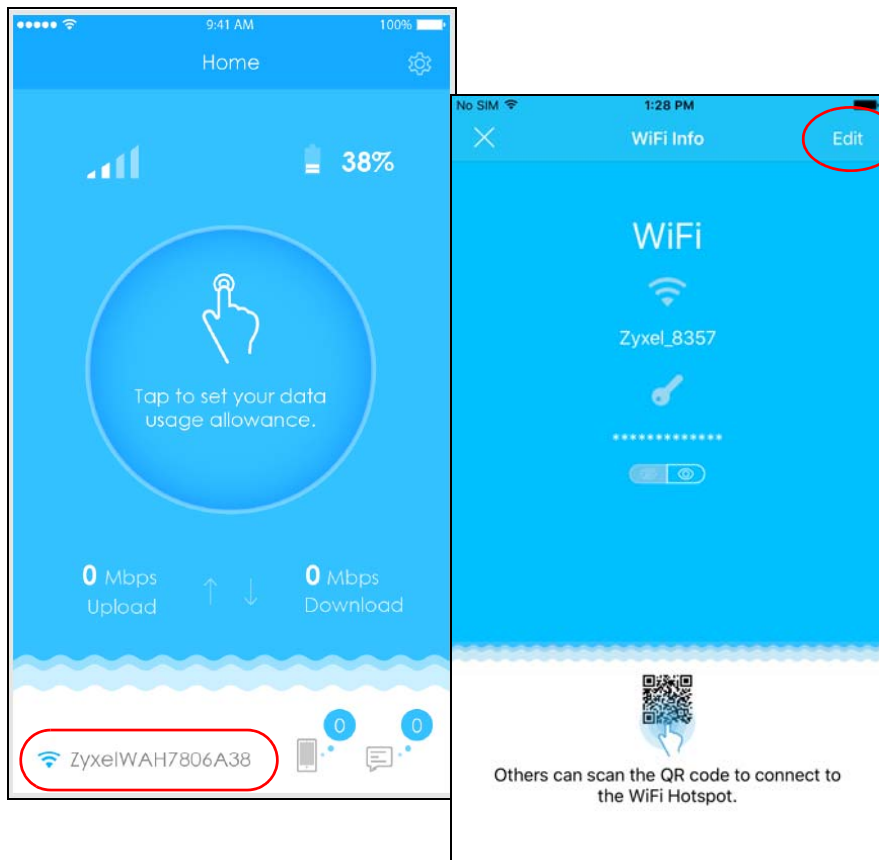 9:41 AM
100%
Home
38%
Tap to set your data
usage allowance.
0 Mbps
Upload
0 Mbps
Download
ZyxelWAH7806A38
0
0
No SIM
1:28 PM
WiFi Info
Edit
WiFi
Zyxel_8357
*************
Others can scan the QR code to connect to
the WiFi Hotspot.